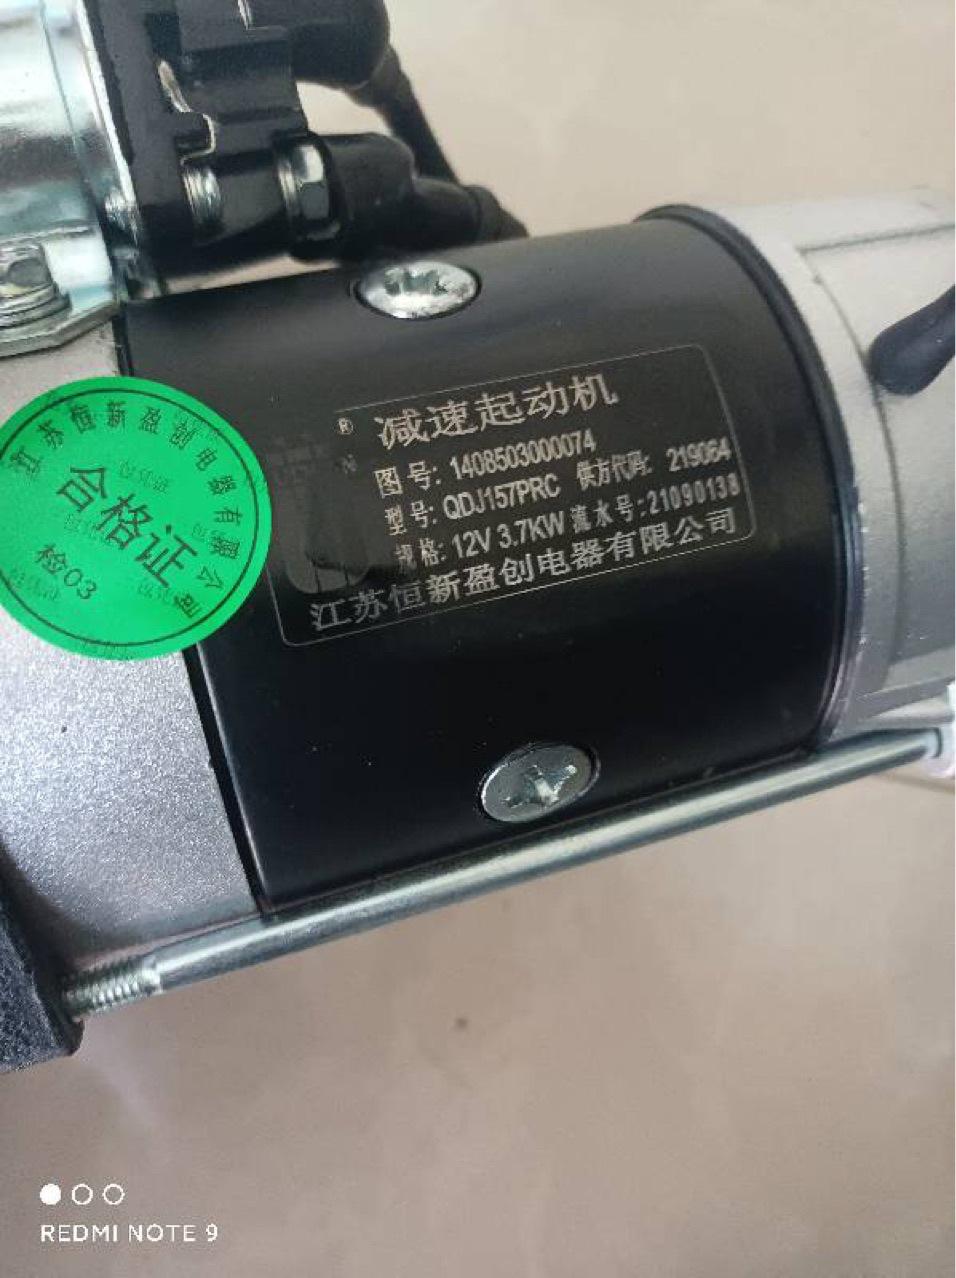 江苏恒新盈创电器有限公司
合格证
检03
®
减速起动机
图号: 1408503000074
型号: QDJ157PRC 供方代码: 219064
规格: 12V 3.7KW 流水号:21090138
江苏恒新盈创电器有限公司
REDMI NOTE 9